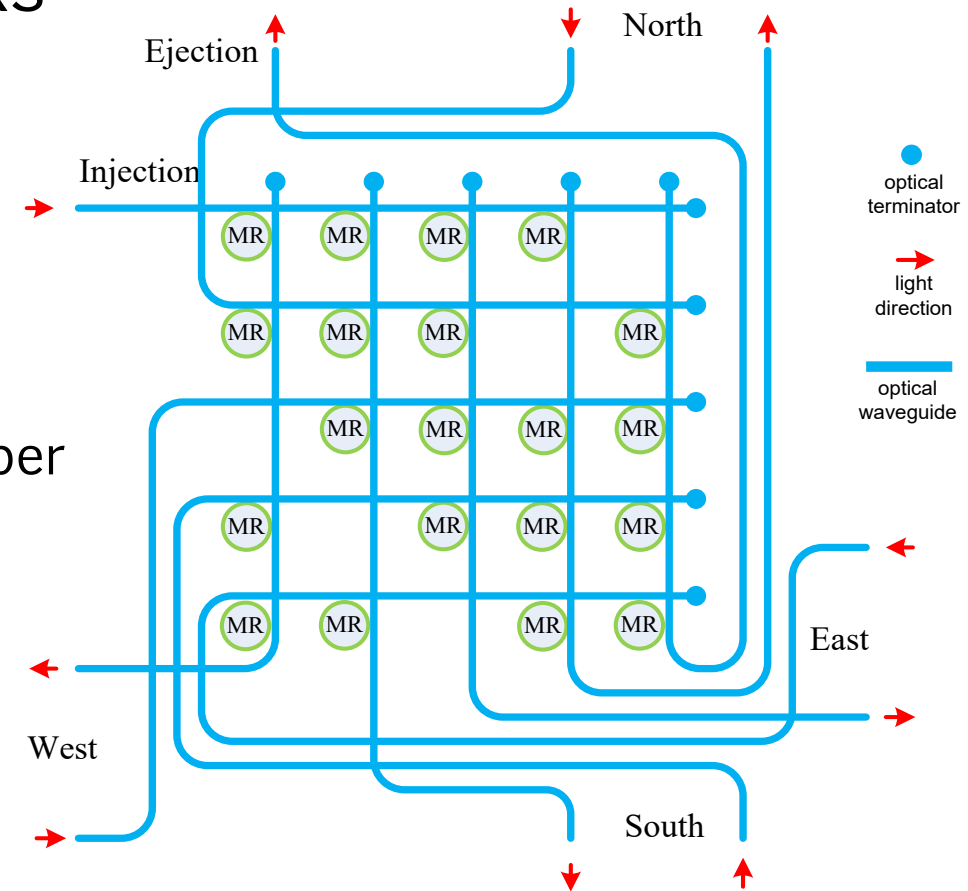 North
Ejection
Injection
optical
terminator
MR MR MR MR
light
direction
MR MR MR MR
optical
waveguide
MR MR MR MR
MR MR MR MR
MR MR MR MR
East
West
South